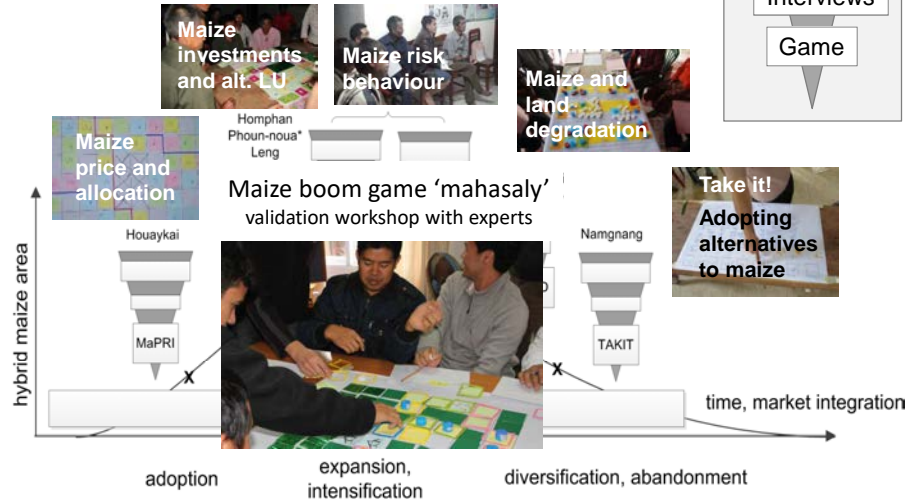 Interviews
Game
Maize
investments
and alt. LU
Maize risk
behaviour
Maize and
land
degradation
Homphan
Phoun-noua*
Leng
Maize
price and
allocation
Maize boom game ‘mahasaly’
validation workshop with experts
Take it!
Adopting
alternatives
to maize
Houaykai
Namgnang
MaPRI
TAKIT
X
X
hybrid maize area
time, market integration
adoption
expansion,
intensification
diversification, abandonment